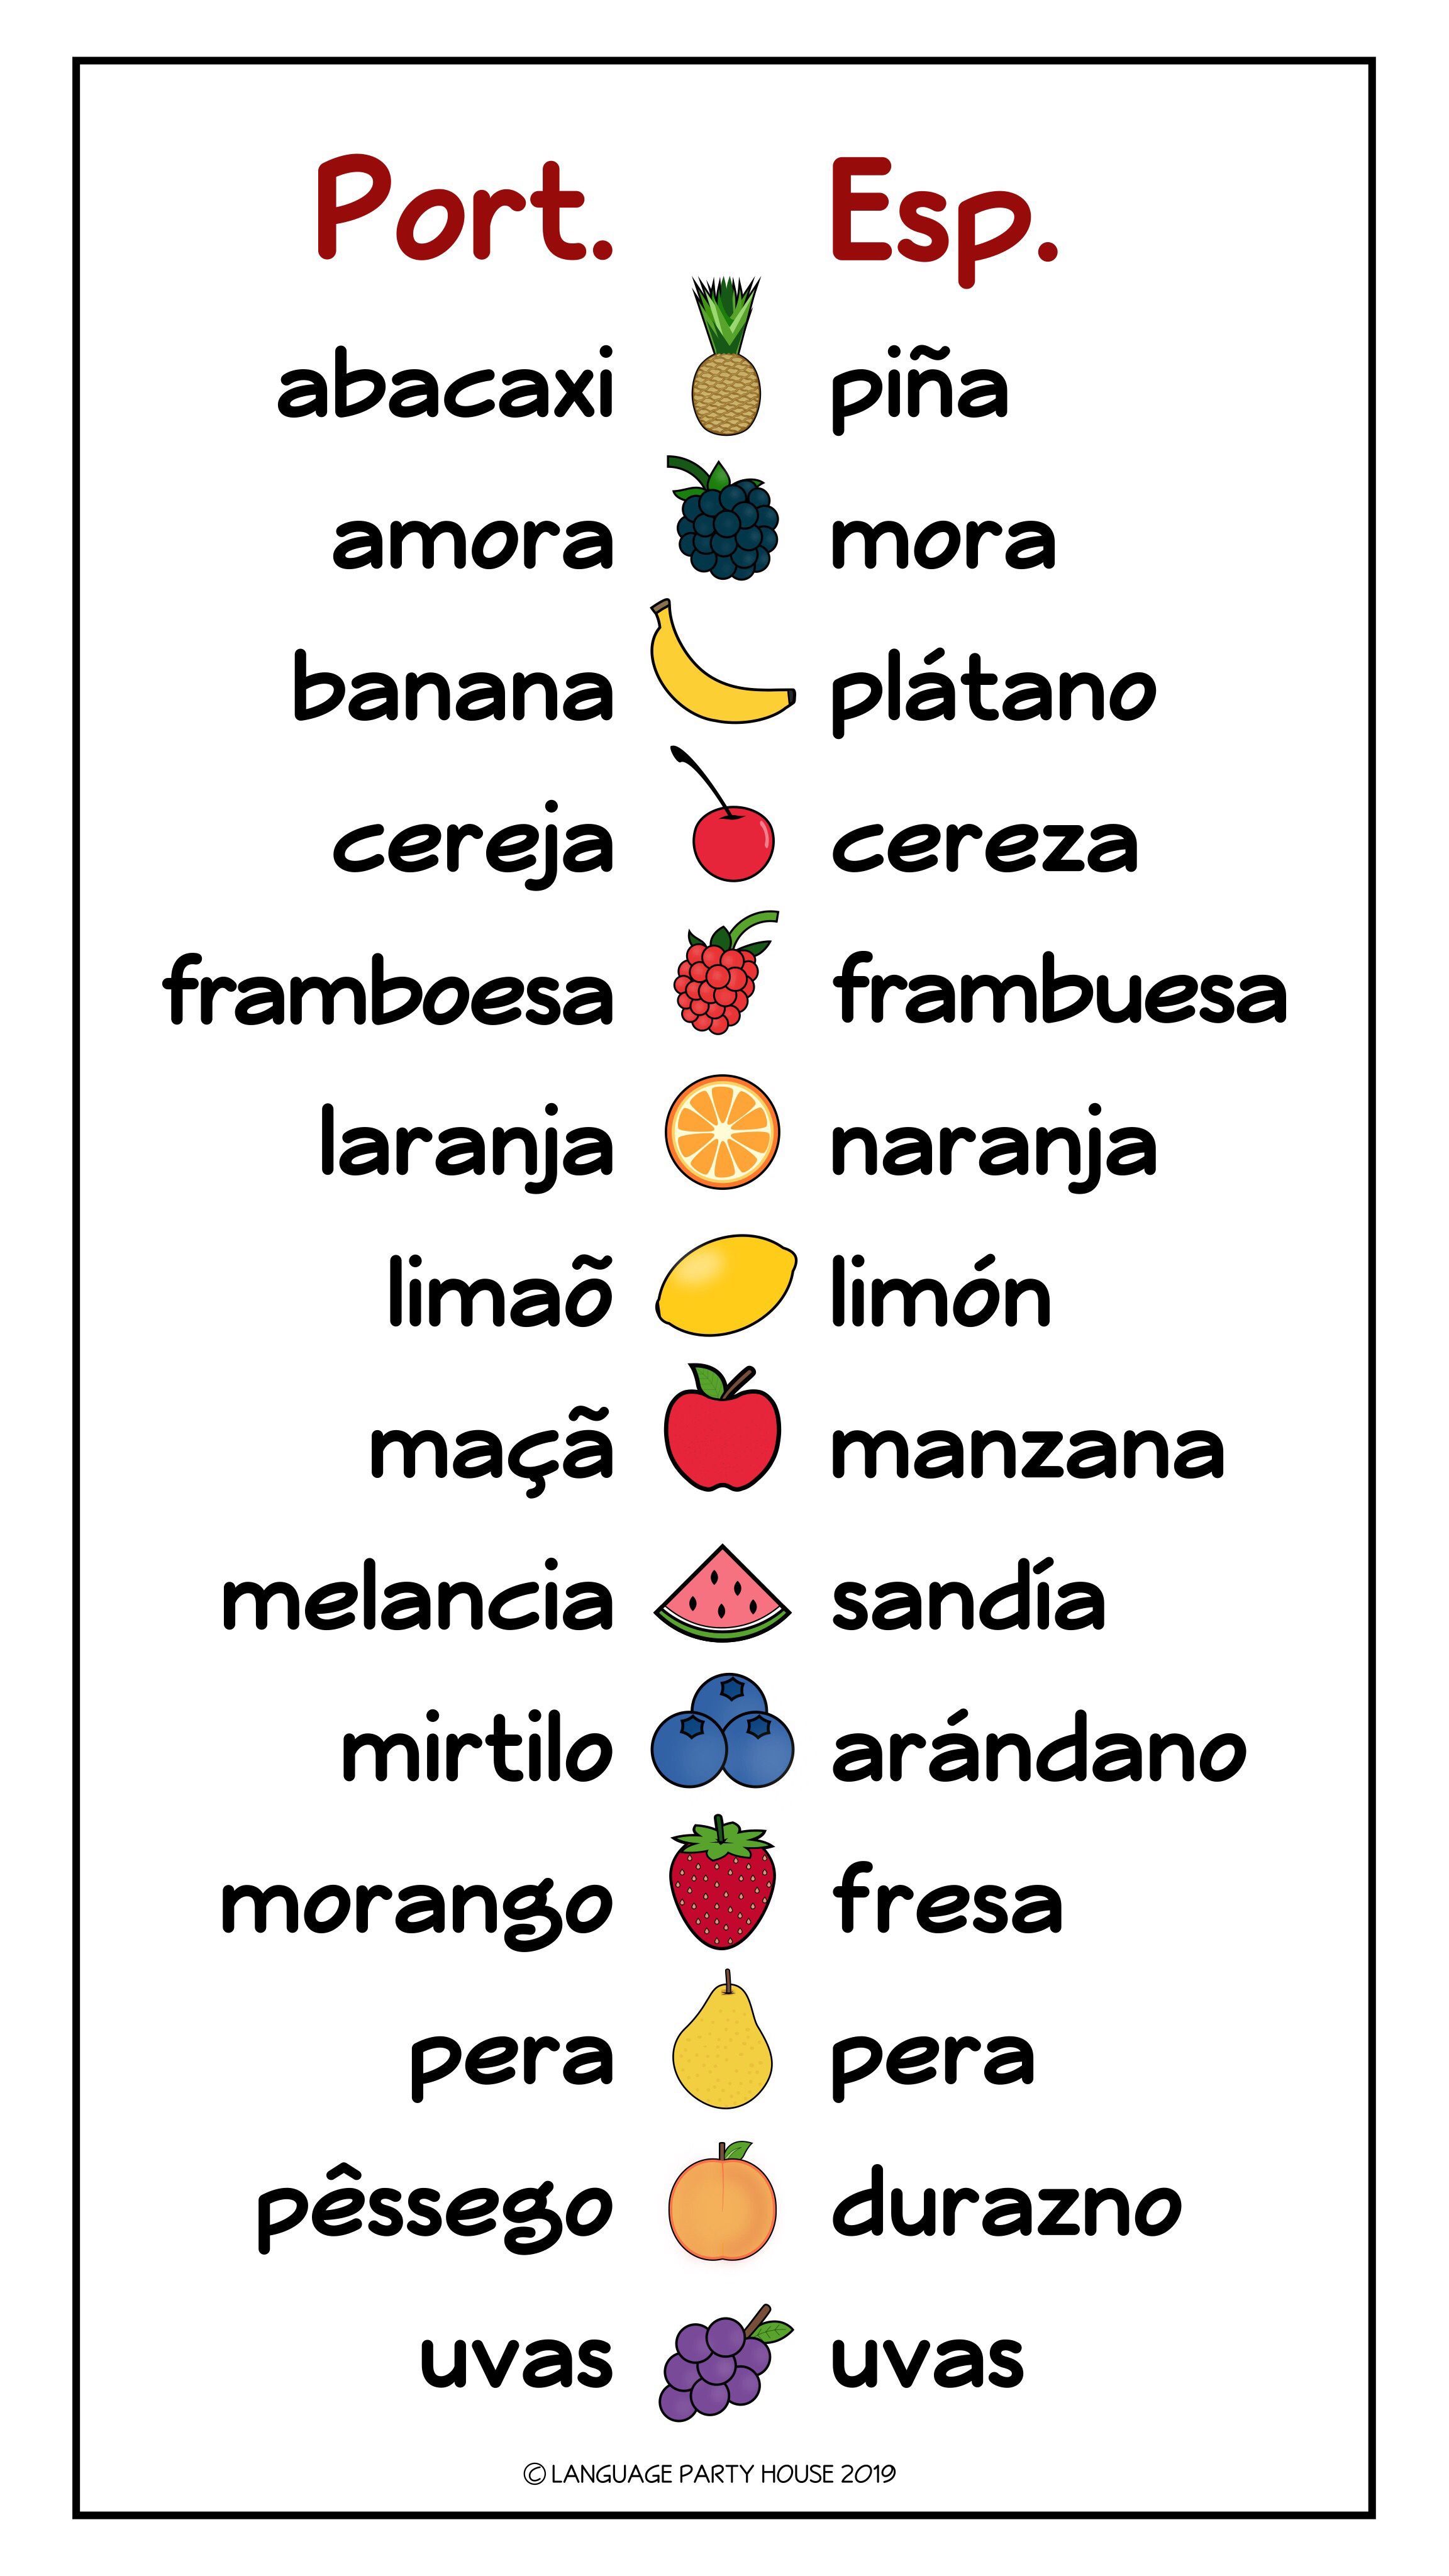 Port. Esp.
abacaxi piña
amora mora
banana plátano
cereja cereza
framboesa frambuesa
laranja naranja
limaõ limón
maçã manzana
melancia sandía
mirtilo arándano
morango fresa
pera pera
pêssego durazno
uvas uvas
© LANGUAGE PARTY HOUSE 2019